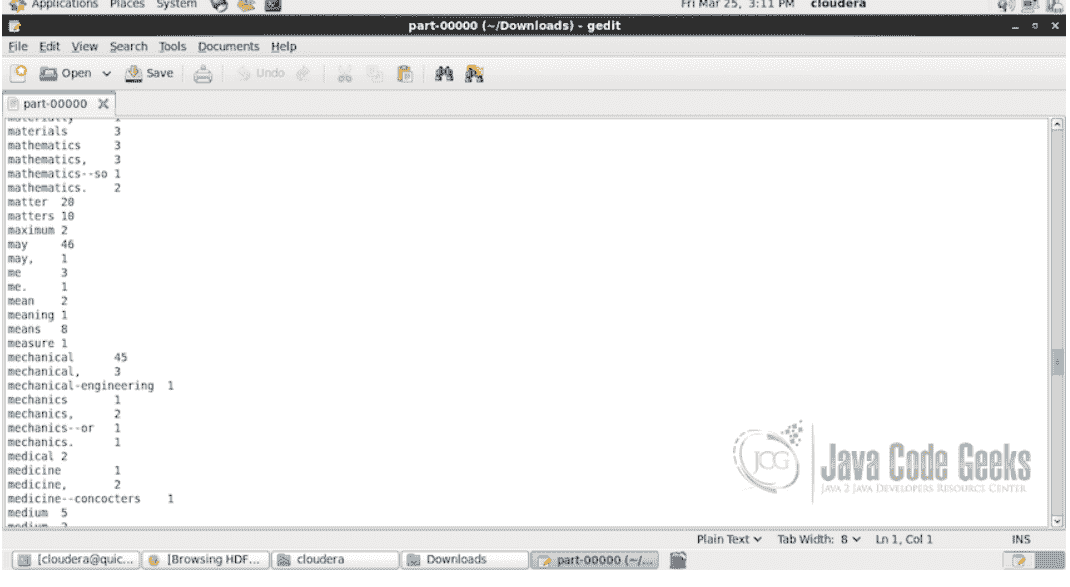 Applications Places System Fri Mar 25, 3:11 PM cloudera
part-00000 (~/Downloads) - gedit
File Edit View Search Tools Documents Help
Open Save Undo
part-00000
materially 1
materials 3
mathematics 3
mathematics, 3
mathematics--so 1
mathematics. 2
matter 20
matters 10
maximum 2
may 46
may, 1
me 3
me. 1
mean 2
meaning 1
means 8
measure 1
mechanical 45
mechanical, 3
mechanical-engineering 1
mechanics 1
mechanics, 2
mechanics--or 1
mechanics. 1
medical 2
medicine 1
medicine, 2
medicine--concocters 1
medium 5
JCG Java Code Geeks
JAVA 2 JAVA DEVELOPERS RESOURCE CENTER
Plain Text Tab Width: 8 Ln 1, Col 1 INS
[cloudera@quic... [Browsing HDF... cloudera Downloads part-00000 (~/...